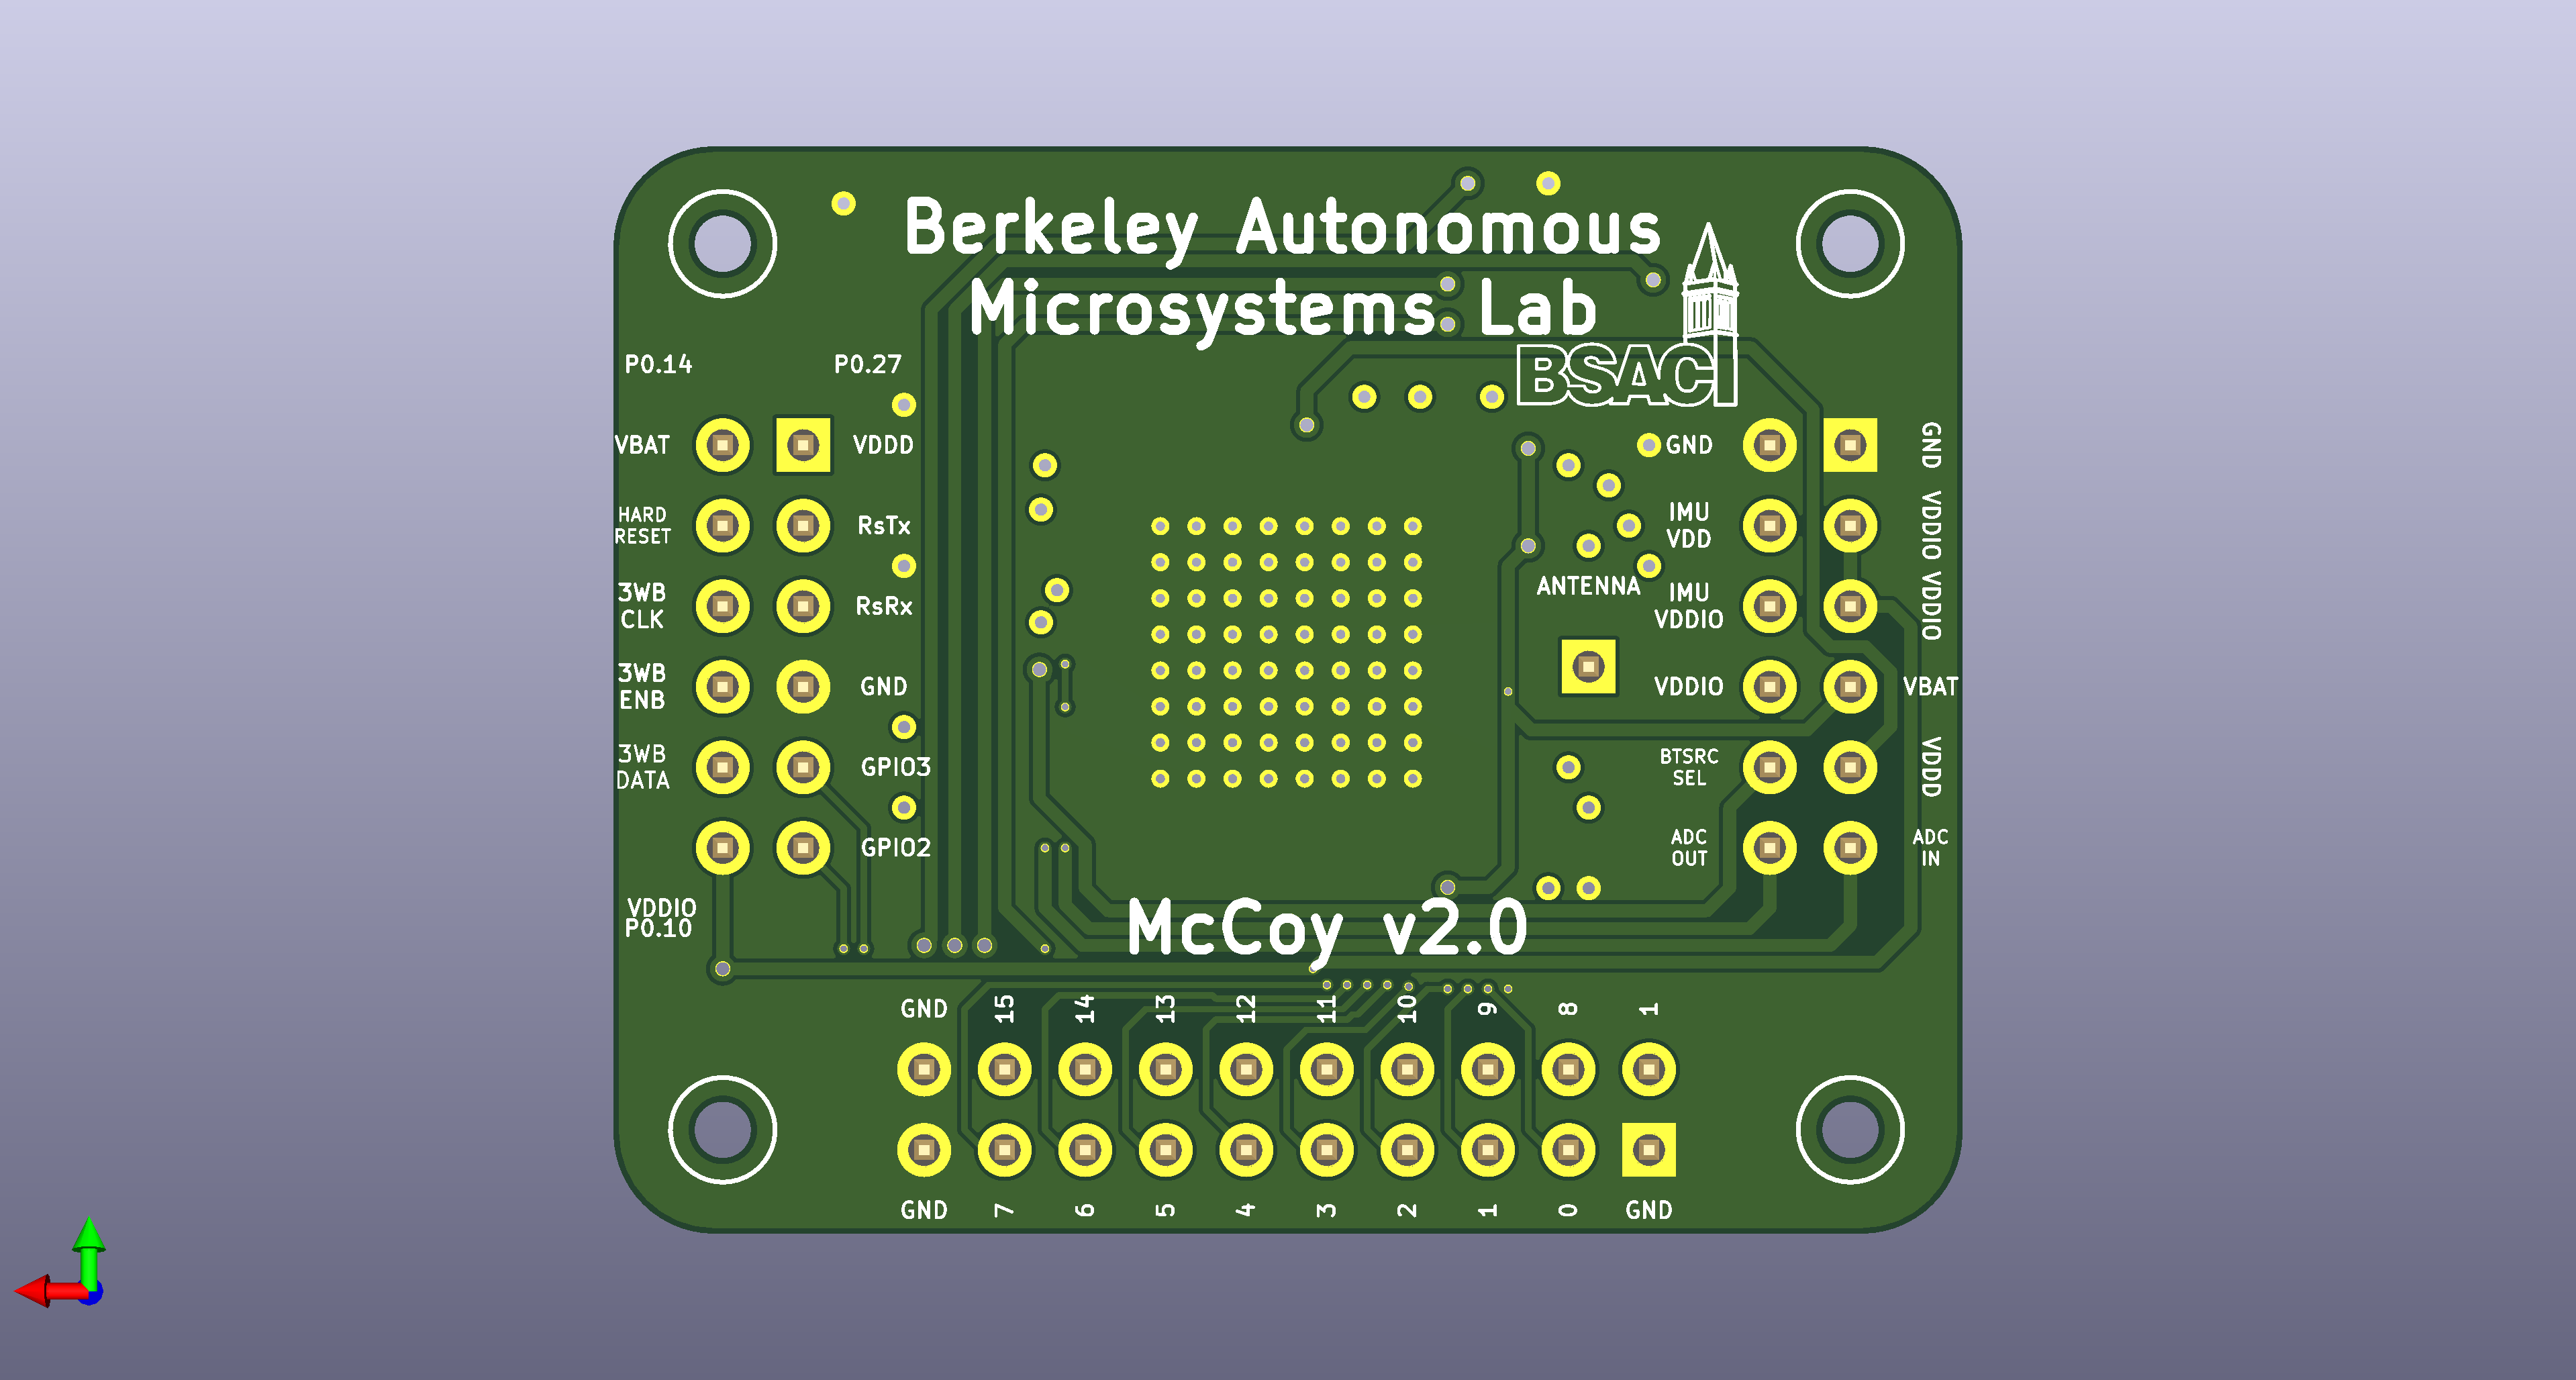 Berkeley Autonomous
Microsystems Lab
BSAC
P0.14
P0.27
VBAT
VDDD
HARD
RESET
RsTx
3WB
CLK
RsRx
3WB
ENB
GND
3WB
DATA
GPIO3
GPIO2
VDDIO
P0.10
GND
GND
IMU
VDD
VDDIO
ANTENNA
IMU
VDDIO
VDDIO
VDDIO
VBAT
BTSRC
SEL
VDDD
ADC
OUT
ADC
IN
McCoy v2.0
GND 15 14 13 12 11 10 9 8 1
GND 7 6 5 4 3 2 1 0 GND